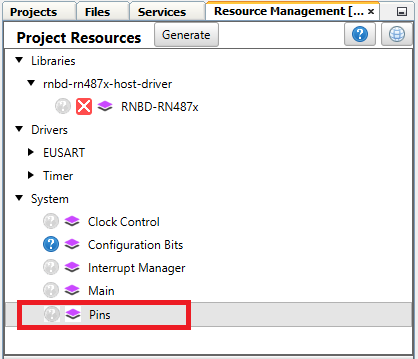 Projects Files Services Resource Management [... ×
Project Resources Generate ?
Libraries
rnbd-rn487x-host-driver
? RNBD-RN487x
Drivers
EUSART
Timer
System
? Clock Control
? Configuration Bits
? Interrupt Manager
? Main
? Pins